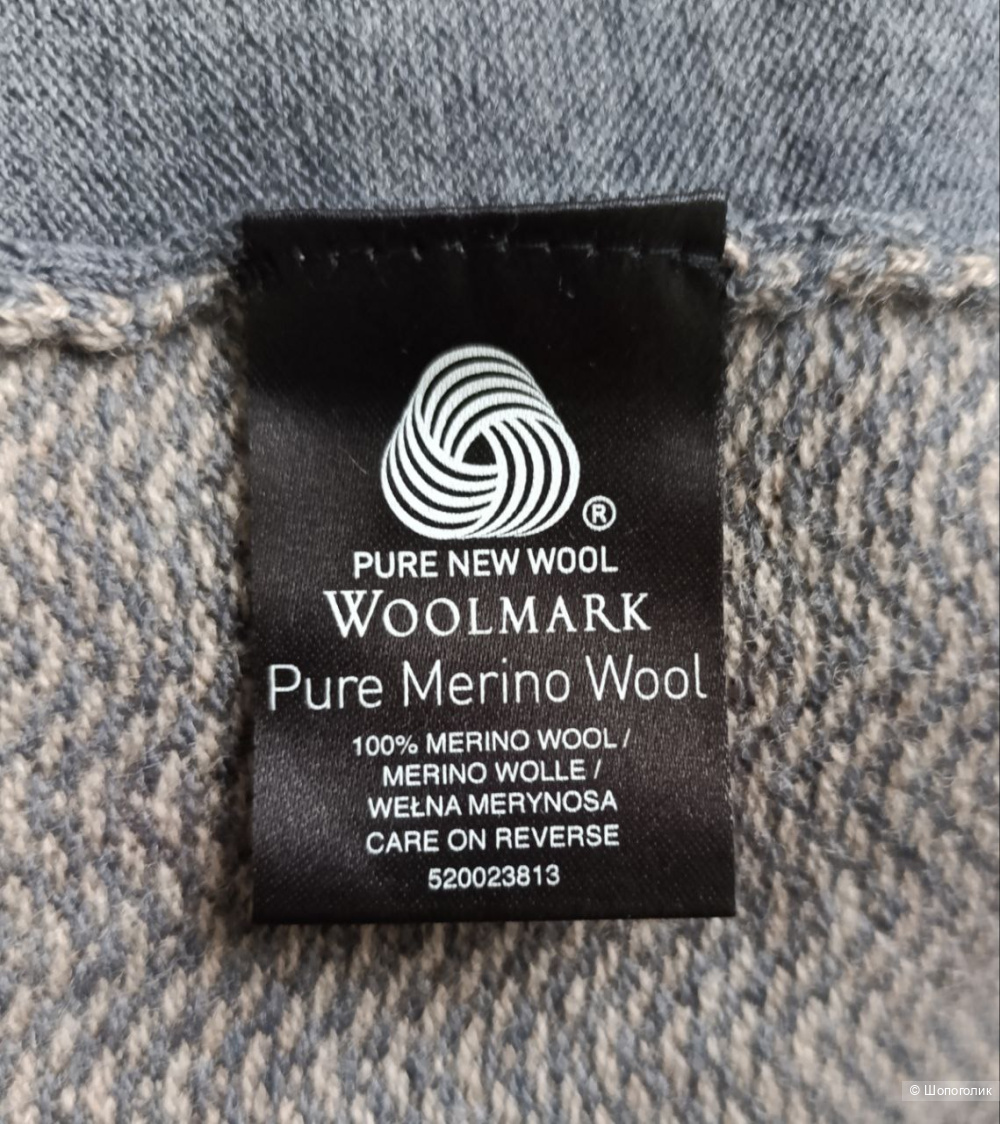 ®
PURE NEW WOOL
WOOLMARK
Pure Merino Wool
100% MERINO WOOL /
MERINO WOLLE /
WEŁNA MERYNOSA
CARE ON REVERSE
520023813
© Шопоголик